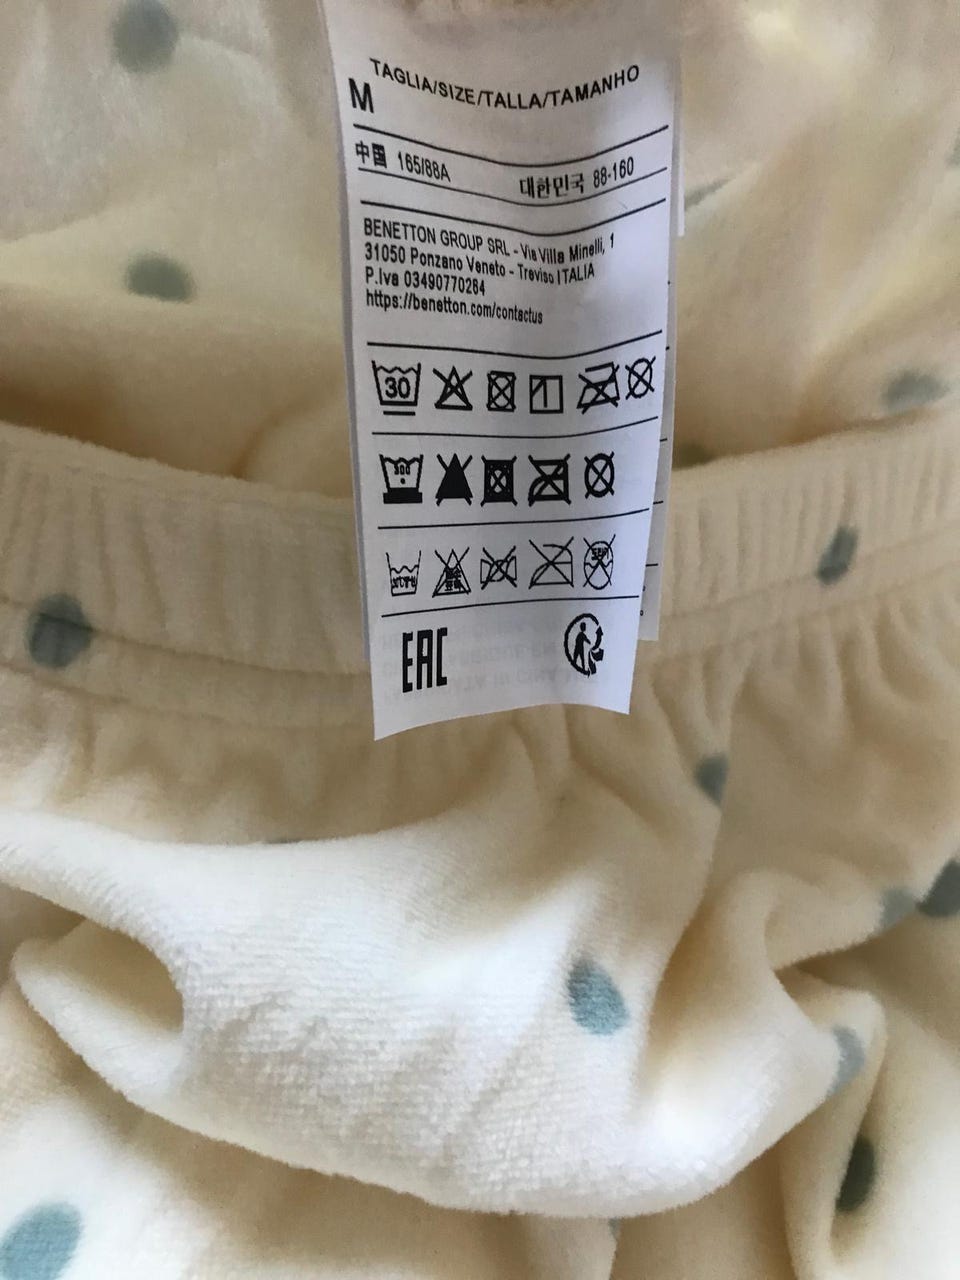 TAGLIA/SIZE/TALLA/TAMANHO
M
中国 165/88A 대한민국 88-160
BENETTON GROUP SRL - Via Villa Minelli, 1
31050 Ponzano Veneto - Treviso ITALIA
P.Iva 03490770264
https://benetton.com/contactus
30
EAC